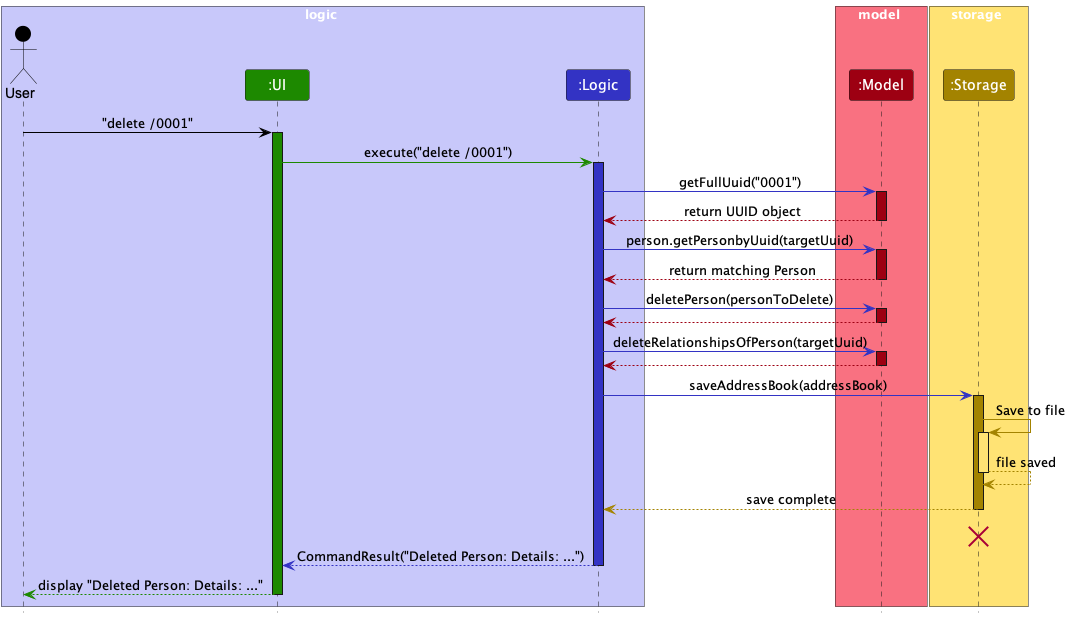 logic
model
storage
User
:UI
:Logic
:Model
:Storage
"delete /0001"
execute("delete /0001")
getFullUuid("0001")
return UUID object
person.getPersonbyUuid(targetUuid)
return matching Person
deletePerson(personToDelete)
deleteRelationshipsOfPerson(targetUuid)
saveAddressBook(addressBook)
Save to file
file saved
save complete
CommandResult("Deleted Person: Details: ...")
display "Deleted Person: Details: ..."